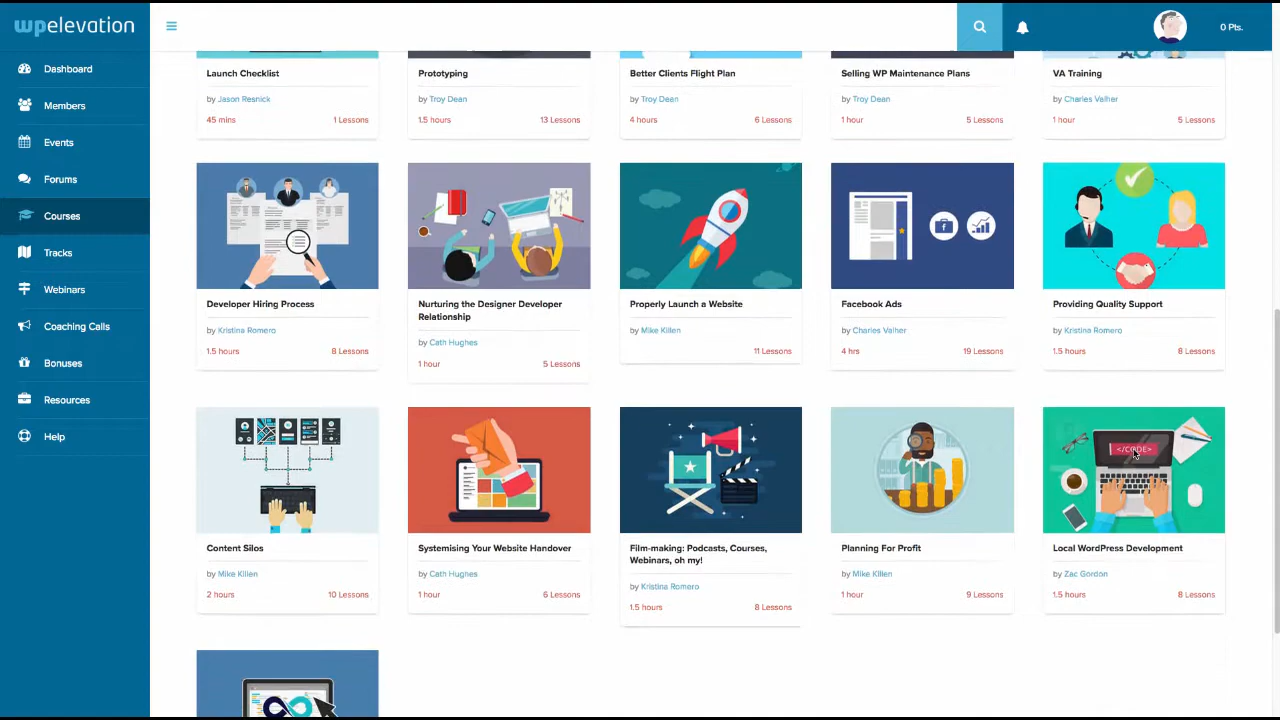 wpelevation
0 Pts.
Dashboard
Members
Events
Forums
Courses
Tracks
Webinars
Coaching Calls
Bonuses
Resources
Help
Launch Checklist
by Jason Resnick
45 mins 1 Lessons
Prototyping
by Troy Dean
1.5 hours 13 Lessons
Better Clients Flight Plan
by Troy Dean
4 hours 6 Lessons
Selling WP Maintenance Plans
by Troy Dean
1 hour 5 Lessons
VA Training
by Charles Valher
1 hour 5 Lessons
Developer Hiring Process
by Kristina Romero
1.5 hours 8 Lessons
Nurturing the Designer Developer
Relationship
by Cath Hughes
1 hour 5 Lessons
Properly Launch a Website
by Mike Killen
11 Lessons
Facebook Ads
by Charles Valher
4 hrs 19 Lessons
Providing Quality Support
by Kristina Romero
1.5 hours 8 Lessons
Content Silos
by Mike Killen
2 hours 10 Lessons
Systemising Your Website Handover
by Cath Hughes
1 hour 6 Lessons
Film-making: Podcasts, Courses,
Webinars, oh my!
by Kristina Romero
1.5 hours 8 Lessons
Planning For Profit
by Mike Killen
1 hour 9 Lessons
</CODE>
Local WordPress Development
by Zac Gordon
1.5 hours 8 Lessons